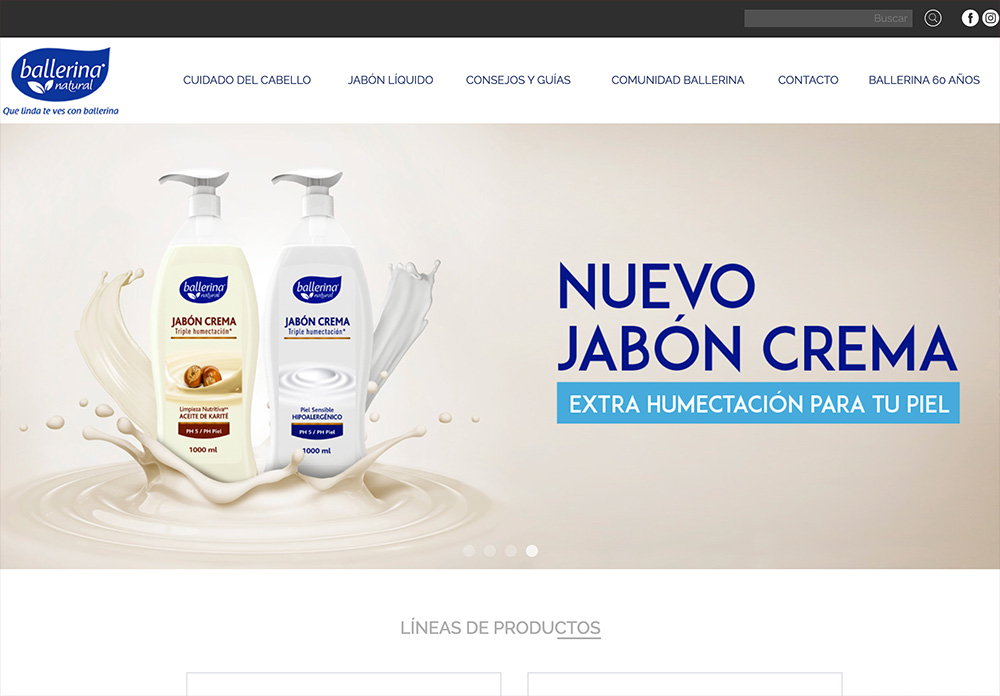 Buscar
ballerina
natural
Que linda te ves con ballerina
CUIDADO DEL CABELLO
JABÓN LÍQUIDO
CONSEJOS Y GUÍAS
COMUNIDAD BALLERINA
CONTACTO
BALLERINA 60 AÑOS
ballerina
natural
JABÓN CREMA
Triple humectación*
Limpieza Nutritiva**
ACEITE DE KARITÉ
PH 5 / PH Piel
1000 ml
ballerina
natural
JABÓN CREMA
Triple humectación*
Piel Sensible
HIPOALERGÉNICO
PH 5 / PH Piel
1000 ml
NUEVO
JABÓN CREMA
EXTRA HUMECTACIÓN PARA TU PIEL
LÍNEAS DE PRODUCTOS